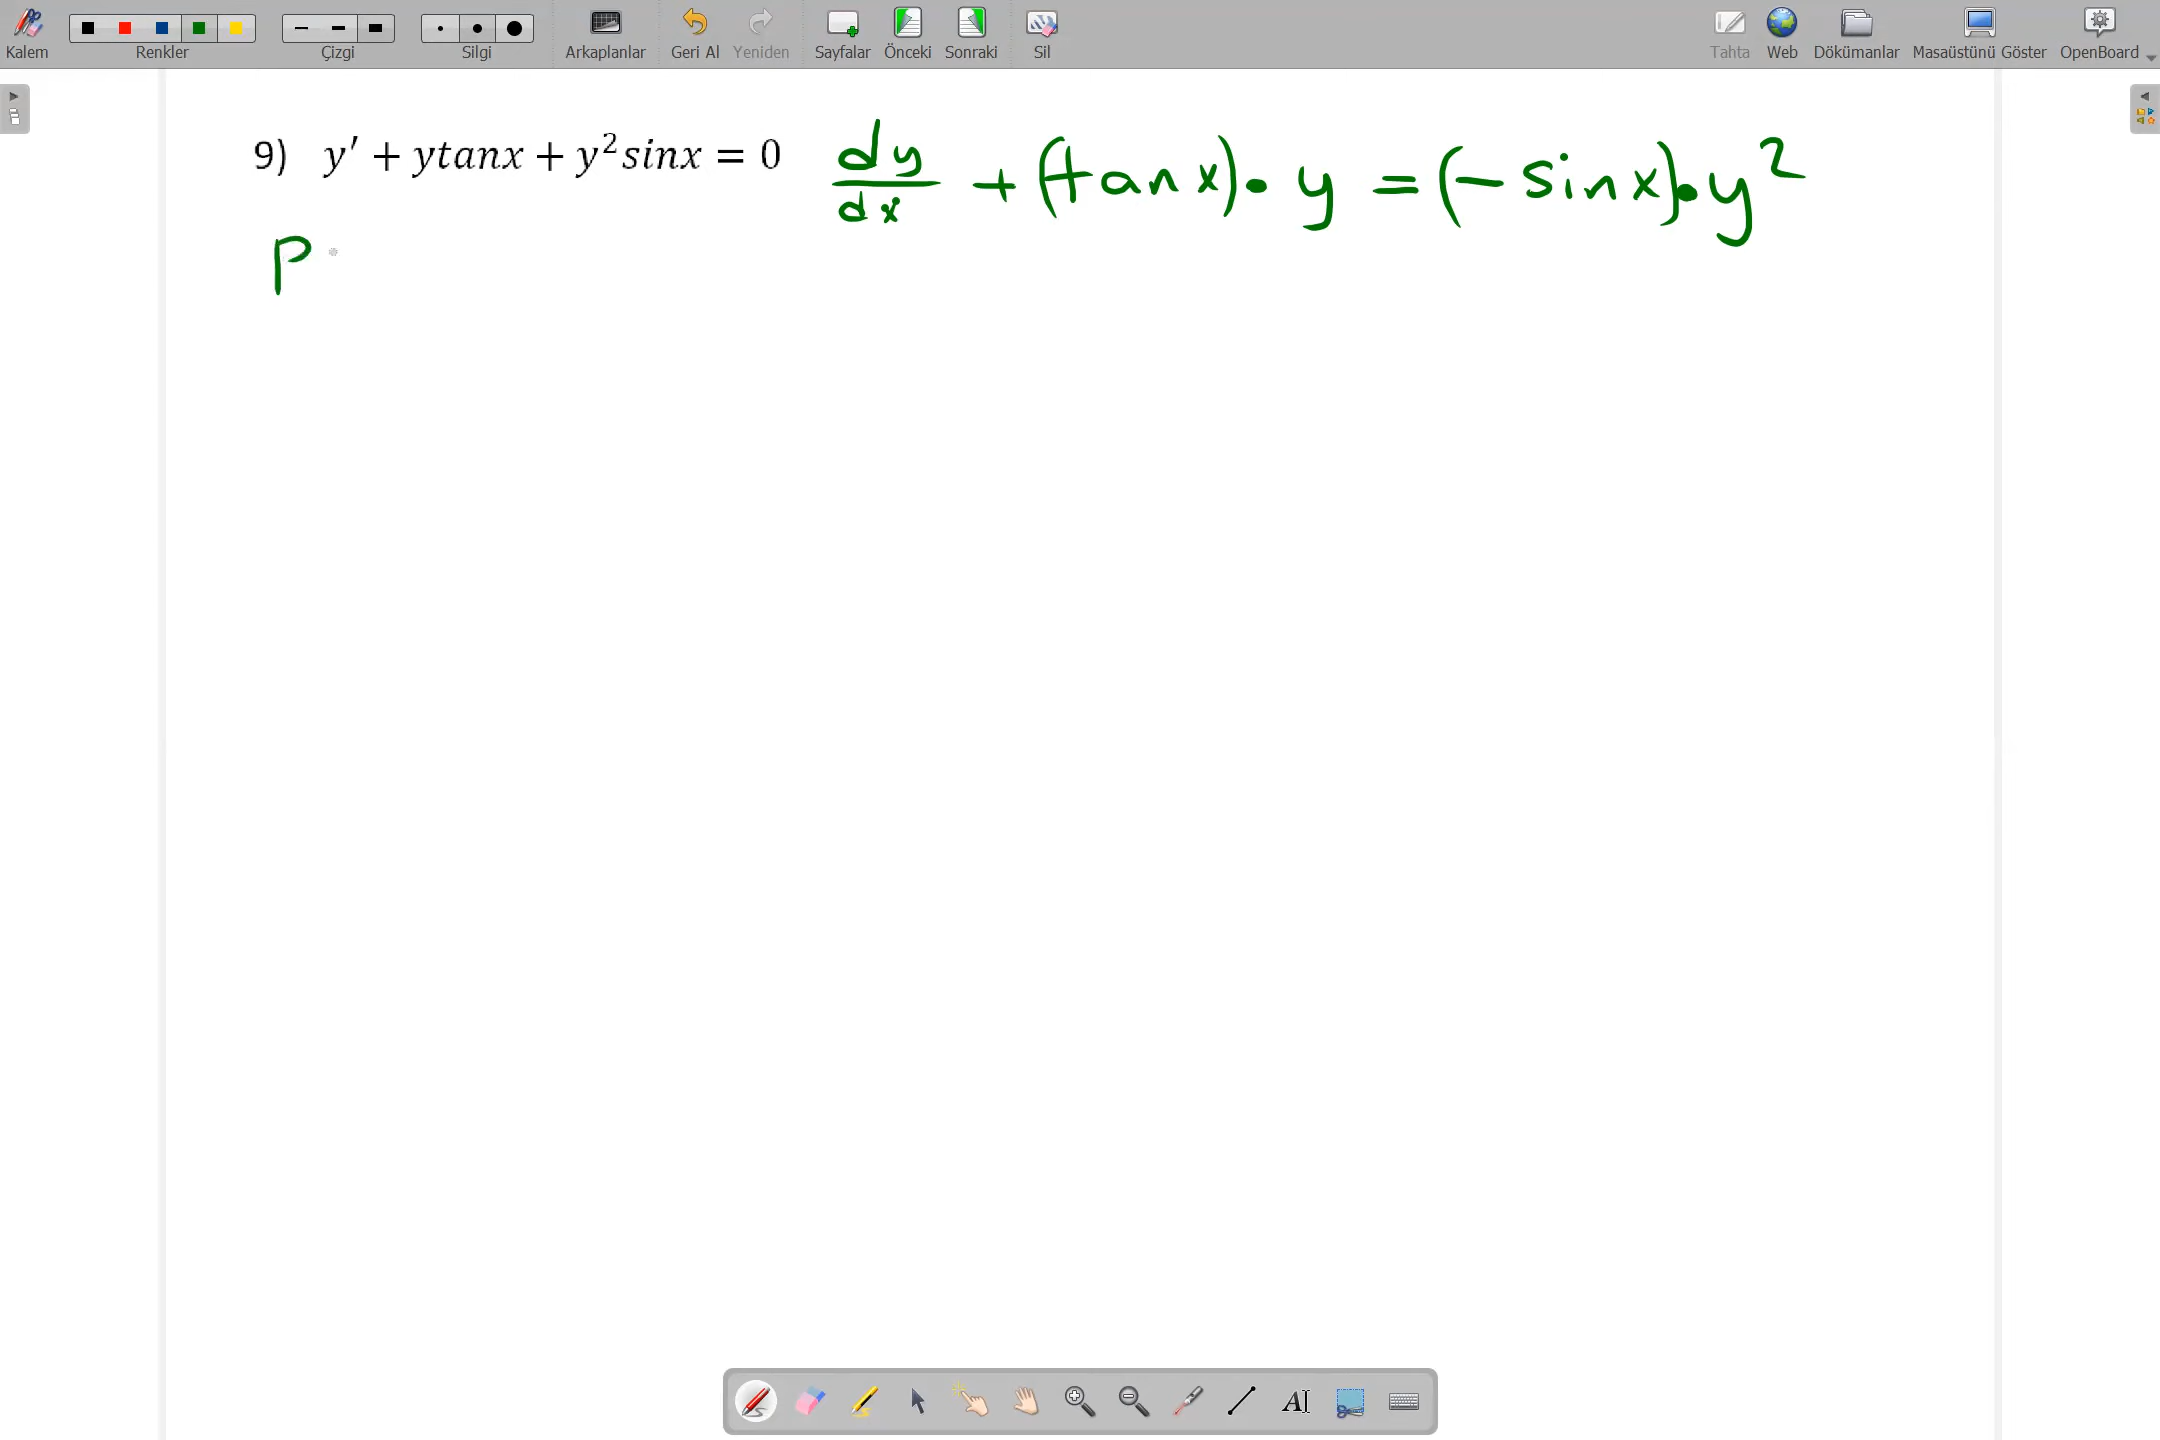 Kalem Renkler Çizgi Silgi Arkaplanlar Geri Al Yeniden Sayfalar Önceki Sonraki Sil Tahta Web Dökümanlar Masaüstünü Göster OpenBoard
9) y′ + ytanx + y²sinx = 0 dy/dx + (tanx)• y = (- sinx)•y²
P